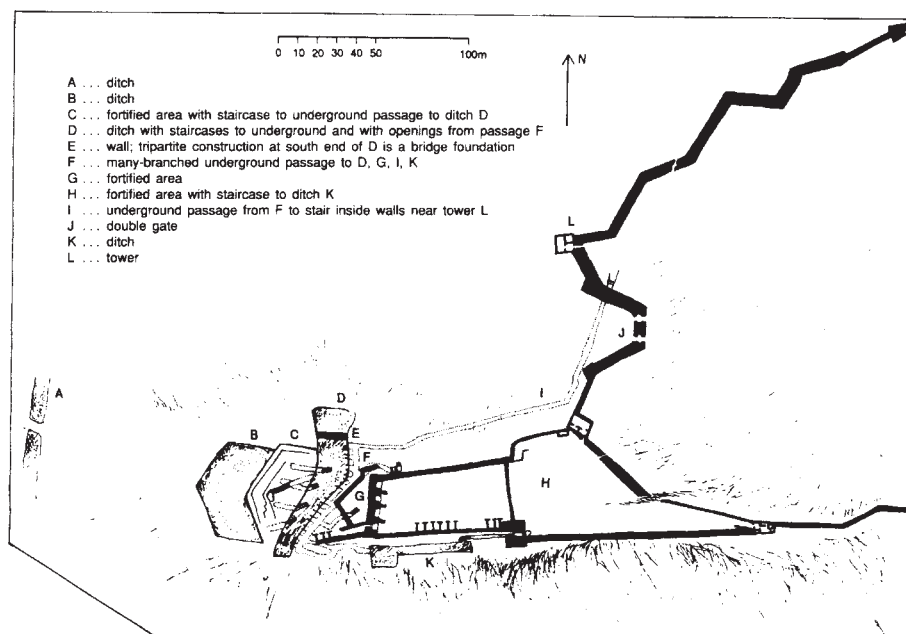 0 10 20 30 40 50 100m
N
A ... ditch
B ... ditch
C ... fortified area with staircase to underground passage to ditch D
D ... ditch with staircases to underground and with openings from passage F
E ... wall; tripartite construction at south end of D is a bridge foundation
F ... many-branched underground passage to D, G, I, K
G ... fortified area
H ... fortified area with staircase to ditch K
I ... underground passage from F to stair inside walls near tower L
J ... double gate
K ... ditch
L ... tower
L
J
A
I
D
B
C
E
F
G
H
K